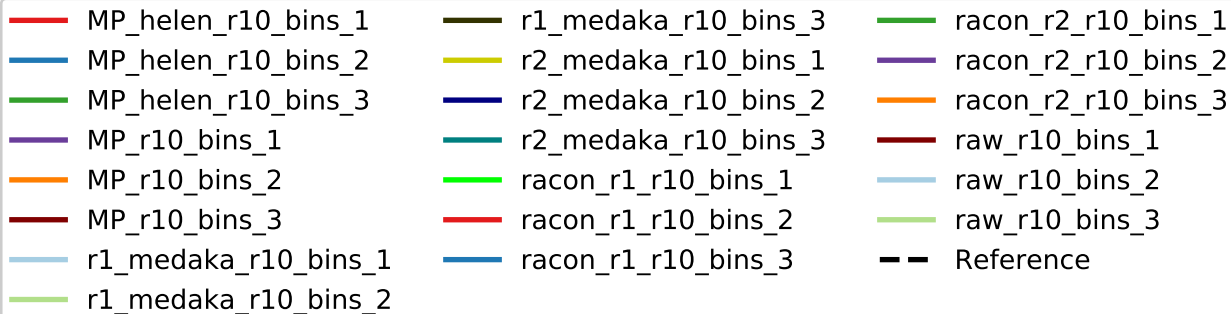 MP_helen_r10_bins_1
MP_helen_r10_bins_2
MP_helen_r10_bins_3
MP_r10_bins_1
MP_r10_bins_2
MP_r10_bins_3
r1_medaka_r10_bins_1
r1_medaka_r10_bins_2
r1_medaka_r10_bins_3
r2_medaka_r10_bins_1
r2_medaka_r10_bins_2
r2_medaka_r10_bins_3
racon_r1_r10_bins_1
racon_r1_r10_bins_2
racon_r1_r10_bins_3
racon_r2_r10_bins_1
racon_r2_r10_bins_2
racon_r2_r10_bins_3
raw_r10_bins_1
raw_r10_bins_2
raw_r10_bins_3
Reference